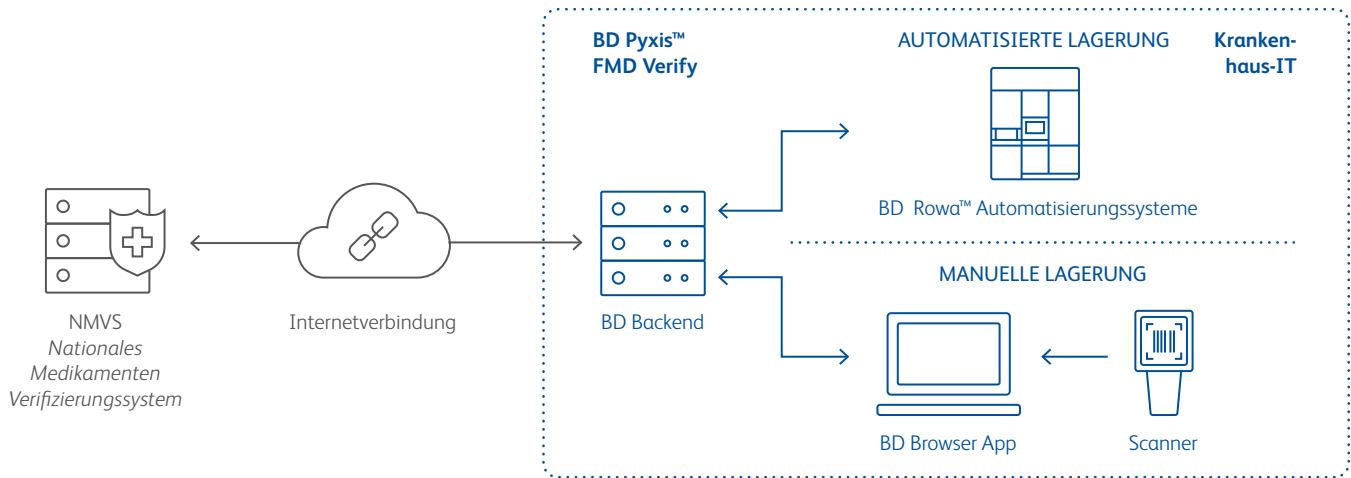 BD Pyxis™
FMD Verify
AUTOMATISIERTE LAGERUNG
Kranken-
haus-IT
BD Rowa™ Automatisierungssysteme
MANUELLE LAGERUNG
NMVS
Nationales
Medikamenten
Verifizierungssystem
Internetverbindung
BD Backend
BD Browser App
Scanner